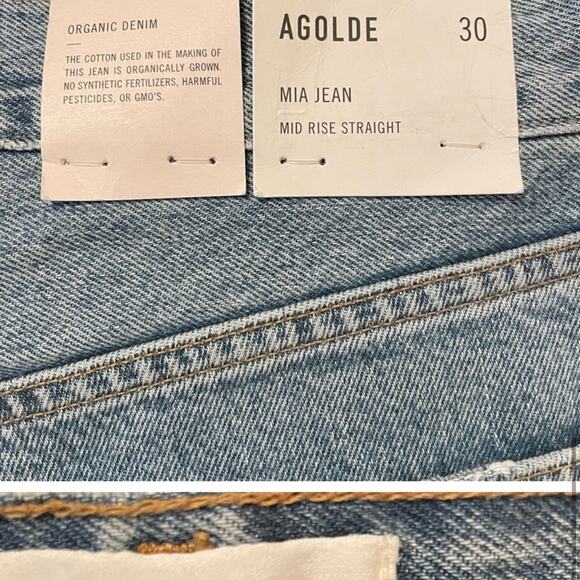 ORGANIC DENIM
THE COTTON USED IN THE MAKING OF
THIS JEAN IS ORGANICALLY GROWN.
NO SYNTHETIC FERTILIZERS, HARMFUL
PESTICIDES, OR GMO'S.
AGOLDE 30
MIA JEAN
MID RISE STRAIGHT